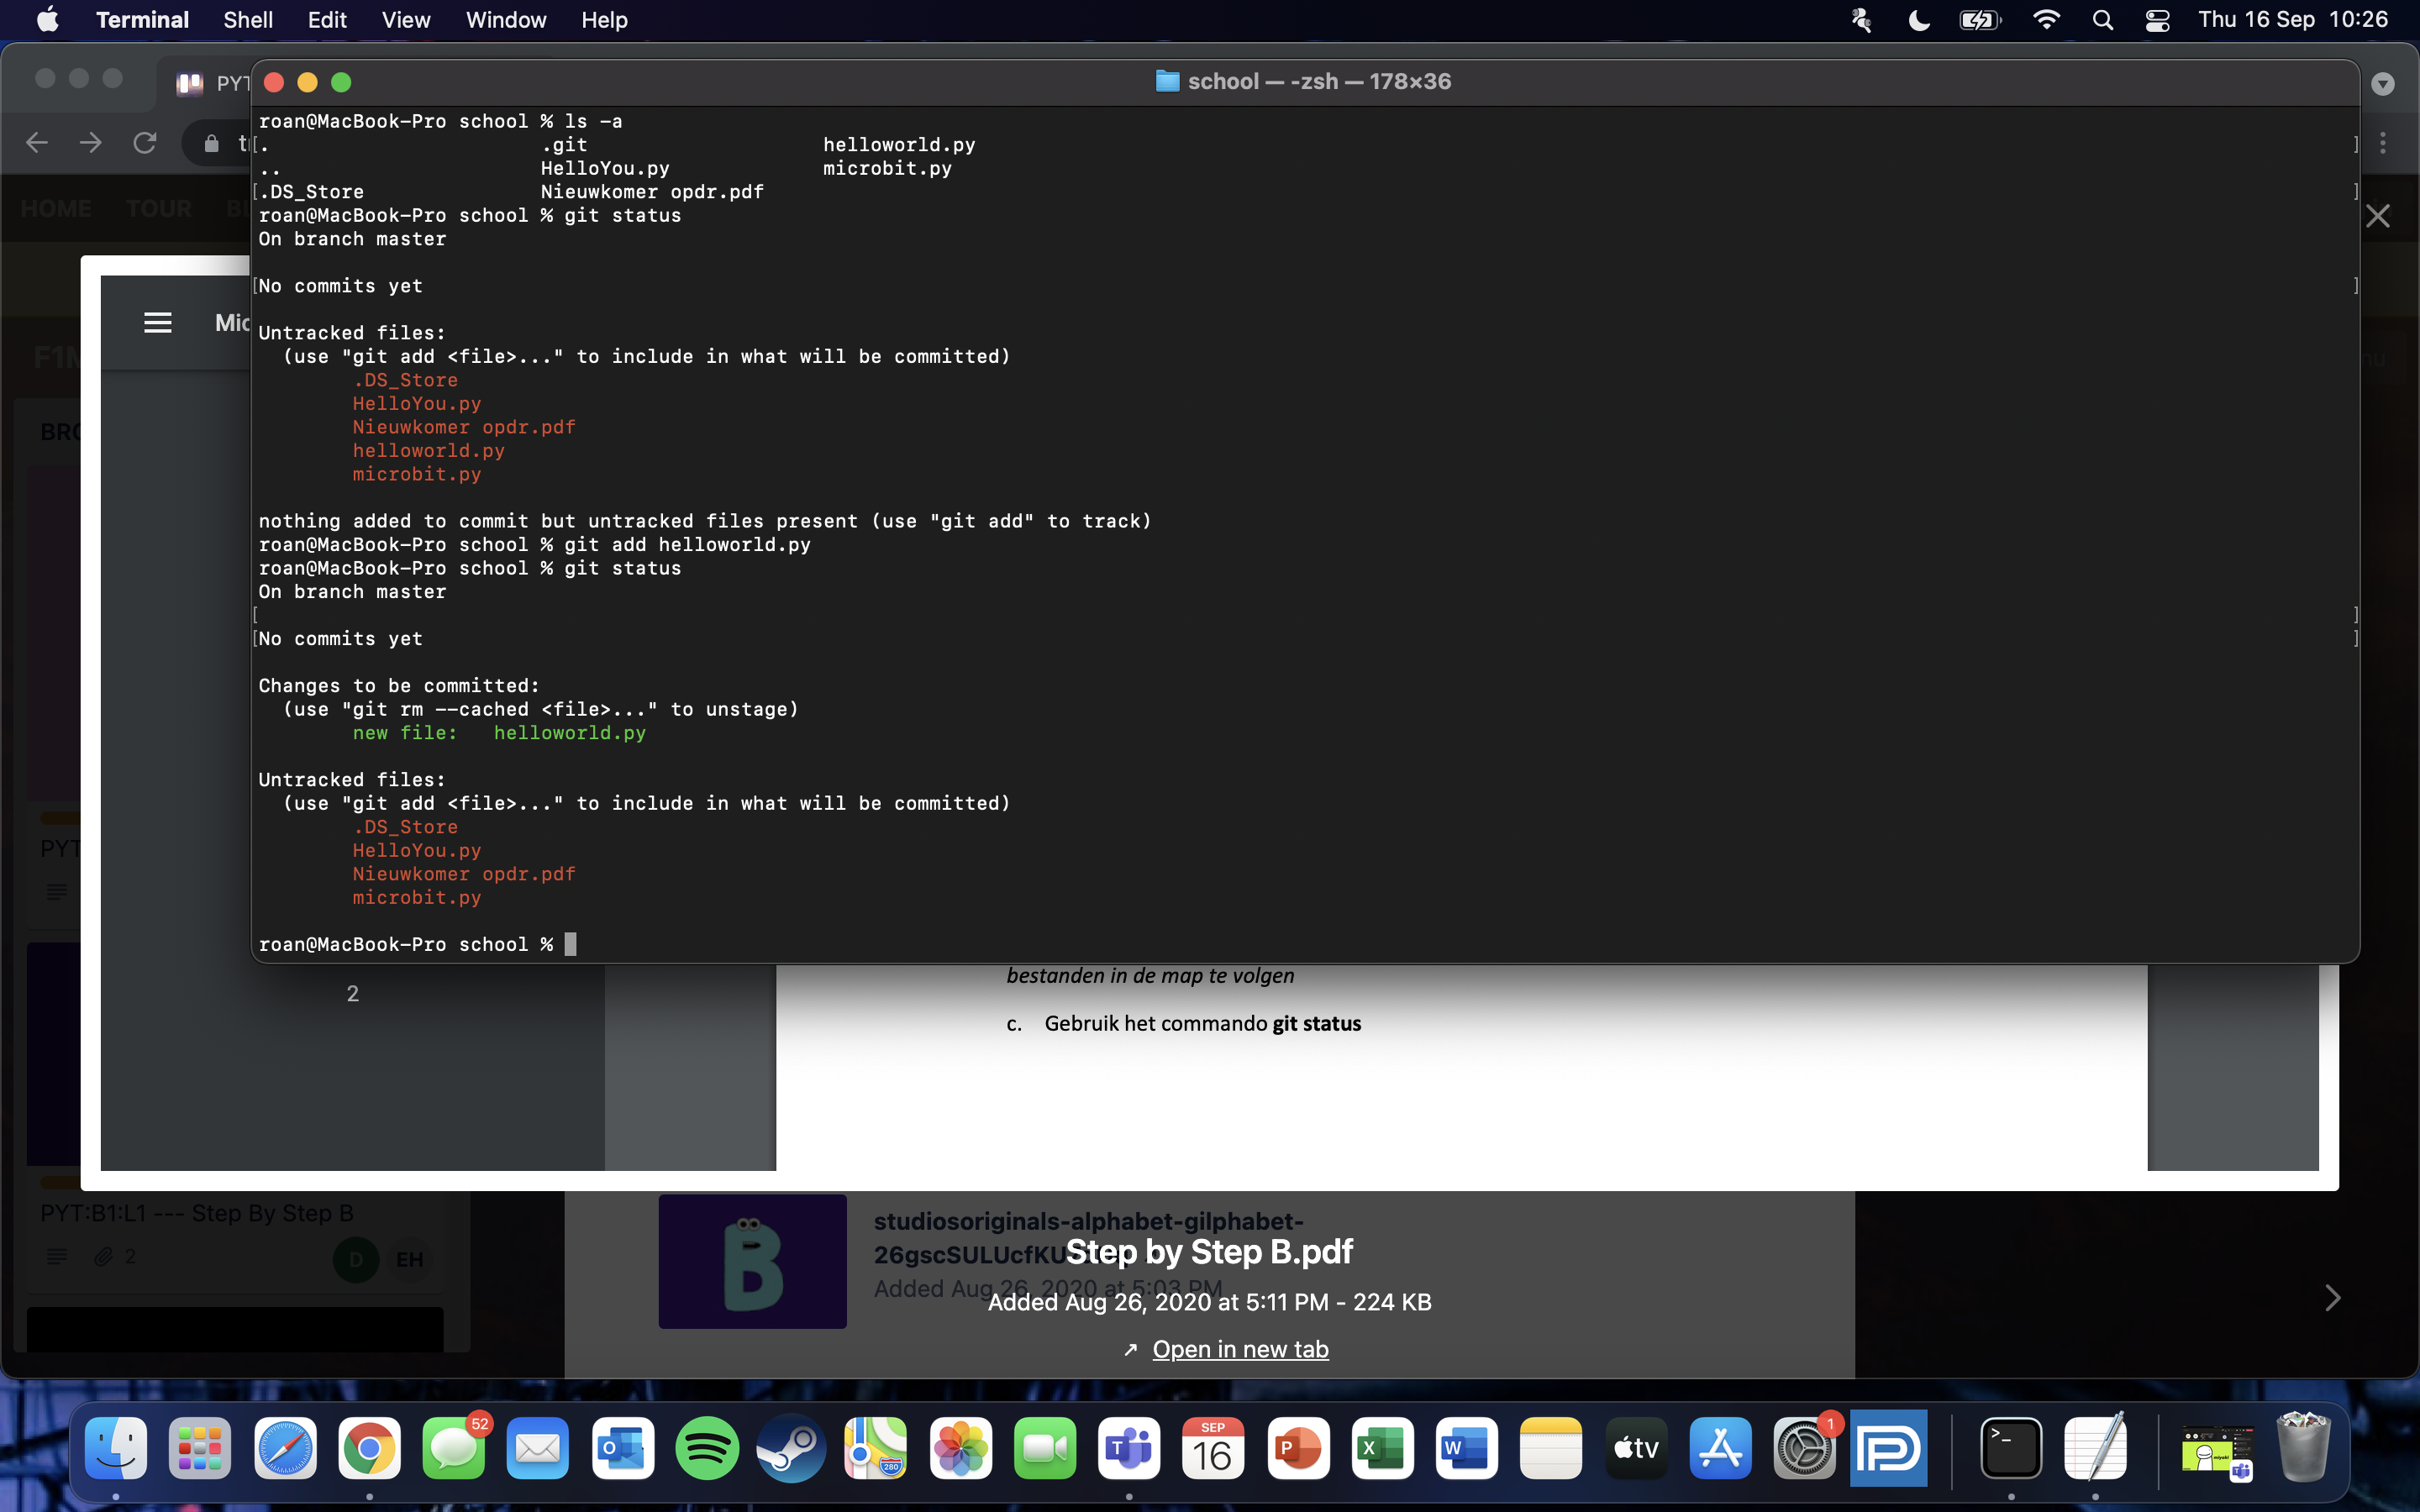 Terminal Shell Edit View Window Help Thu 16 Sep 10:26
PYT
school — -zsh — 178×36
roan@MacBook-Pro school % ls -a
. .git helloworld.py
.. HelloYou.py microbit.py
.DS_Store Nieuwkomer opdr.pdf
HOME TOUR
roan@MacBook-Pro school % git status
On branch master
No commits yet
Mic
Untracked files:
(use "git add <file>..." to include in what will be committed)
.DS_Store
HelloYou.py
Nieuwkomer opdr.pdf
helloworld.py
microbit.py
nothing added to commit but untracked files present (use "git add" to track)
roan@MacBook-Pro school % git add helloworld.py
roan@MacBook-Pro school % git status
On branch master
No commits yet
Changes to be committed:
(use "git rm --cached <file>..." to unstage)
new file: helloworld.py
Untracked files:
(use "git add <file>..." to include in what will be committed)
.DS_Store
HelloYou.py
Nieuwkomer opdr.pdf
microbit.py
roan@MacBook-Pro school %
PYT
2
bestanden in de map te volgen
c. Gebruik het commando git status
PYT:B1:L1 --- Step By Step B
2
D EH
B
studiosoriginals-alphabet-gilphabet-
Added Aug 26, 2020 at 5:03 PM
Step by Step B.pdf
Added Aug 26, 2020 at 5:11 PM - 224 KB
Open in new tab
52
280
SEP
16
tv
1